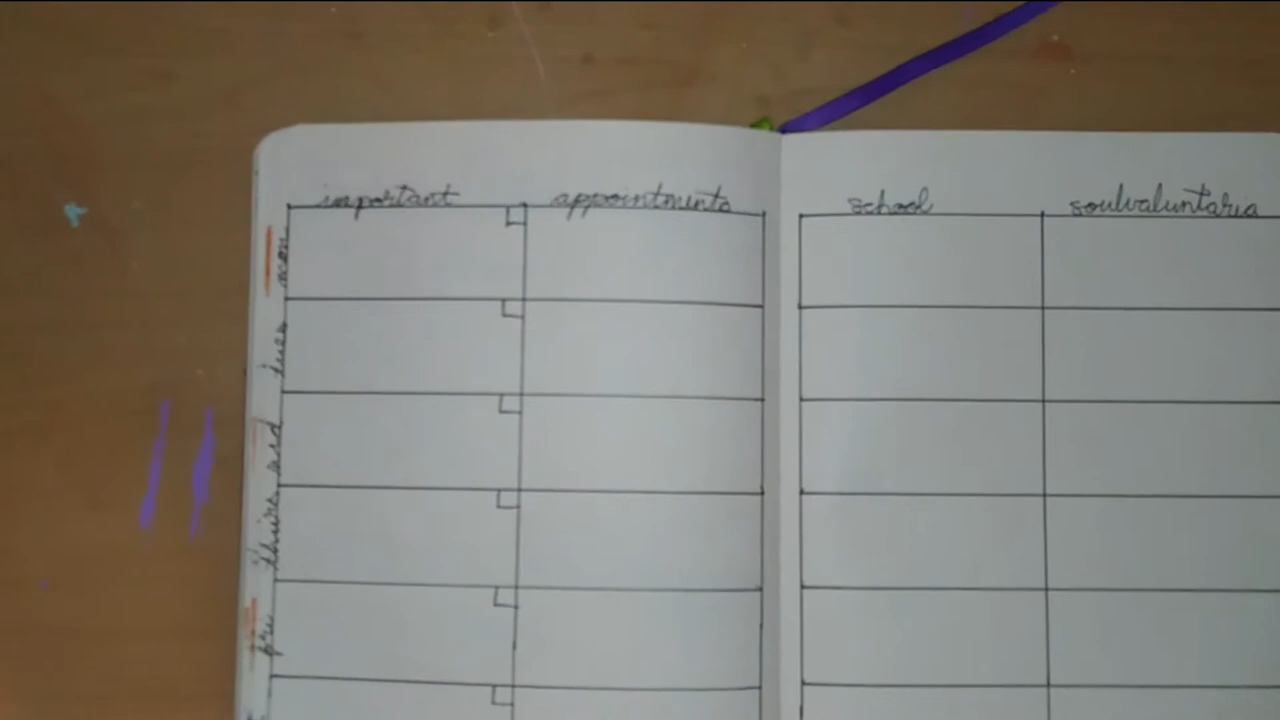 important appointments school soulvaluntaria
mon
tues
wed
thurs
fri